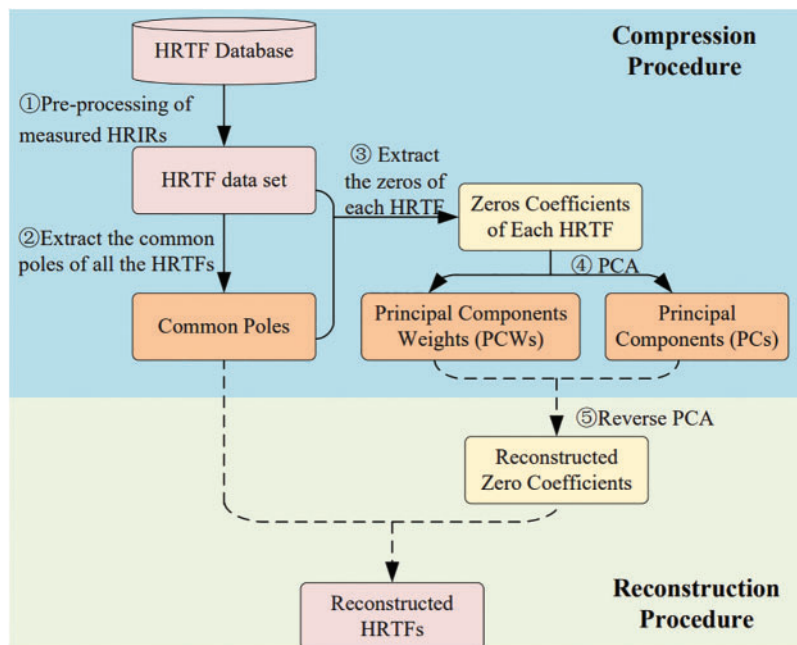 HRTF Database
Compression
Procedure
①Pre-processing of
measured HRIRs
HRTF data set
③ Extract
the zeros of
each HRTF
Zeros Coefficients
of Each HRTF
②Extract the common
poles of all the HRTFs
④ PCA
Common Poles
Principal Components
Weights (PCWs)
Principal
Components (PCs)
⑤Reverse PCA
Reconstructed
Zero Coefficients
Reconstructed
HRTFs
Reconstruction
Procedure